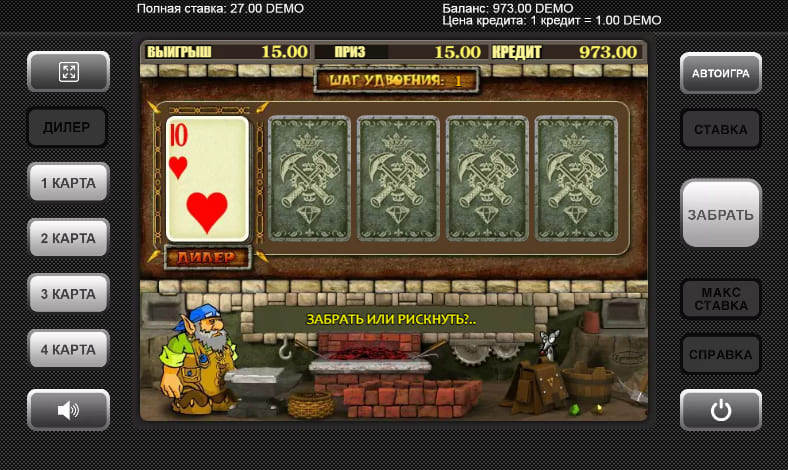 Полная ставка: 27.00 DEMO
Баланс: 973.00 DEMO
Цена кредита: 1 кредит = 1.00 DEMO
ВЫИГРЫШ 15.00 ПРИЗ 15.00 КРЕДИТ 973.00
ШАГ УДВОЕНИЯ: 1
АВТОИГРА
ДИЛЕР
10
СТАВКА
1 КАРТА
ЗАБРАТЬ
2 КАРТА
ДИЛЕР
3 КАРТА
МАКС
СТАВКА
ЗАБРАТЬ ИЛИ РИСКНУТЬ?..
4 КАРТА
СПРАВКА